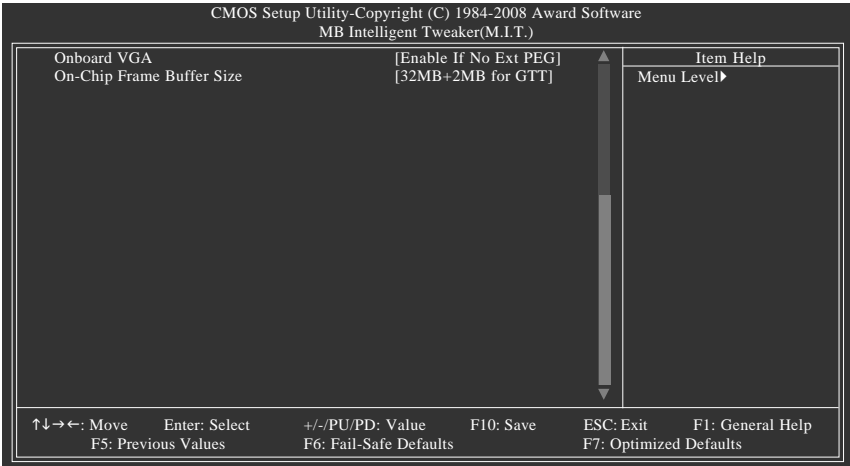 CMOS Setup Utility-Copyright (C) 1984-2008 Award Software
MB Intelligent Tweaker(M.I.T.)
Onboard VGA [Enable If No Ext PEG]
On-Chip Frame Buffer Size [32MB+2MB for GTT]
Item Help
Menu Level▶
↑↓→←: Move Enter: Select +/-/PU/PD: Value F10: Save ESC: Exit F1: General Help
F5: Previous Values F6: Fail-Safe Defaults F7: Optimized Defaults